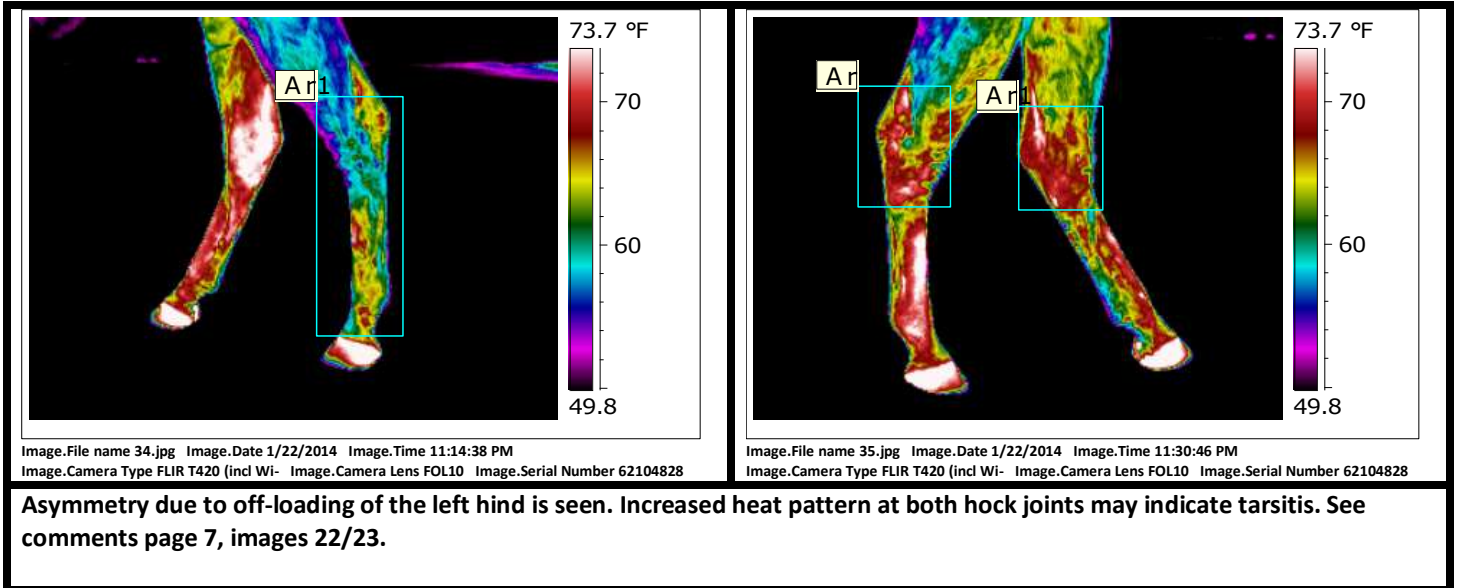 73.7 °F
Ar1
70
60
49.8
Image.File name 34.jpg Image.Date 1/22/2014 Image.Time 11:14:38 PM
Image.Camera Type FLIR T420 (incl Wi- Image.Camera Lens FOL10 Image.Serial Number 62104828
73.7 °F
Ar
Ar1
70
60
49.8
Image.File name 35.jpg Image.Date 1/22/2014 Image.Time 11:30:46 PM
Image.Camera Type FLIR T420 (incl Wi- Image.Camera Lens FOL10 Image.Serial Number 62104828
Asymmetry due to off-loading of the left hind is seen. Increased heat pattern at both hock joints may indicate tarsitis. See
comments page 7, images 22/23.